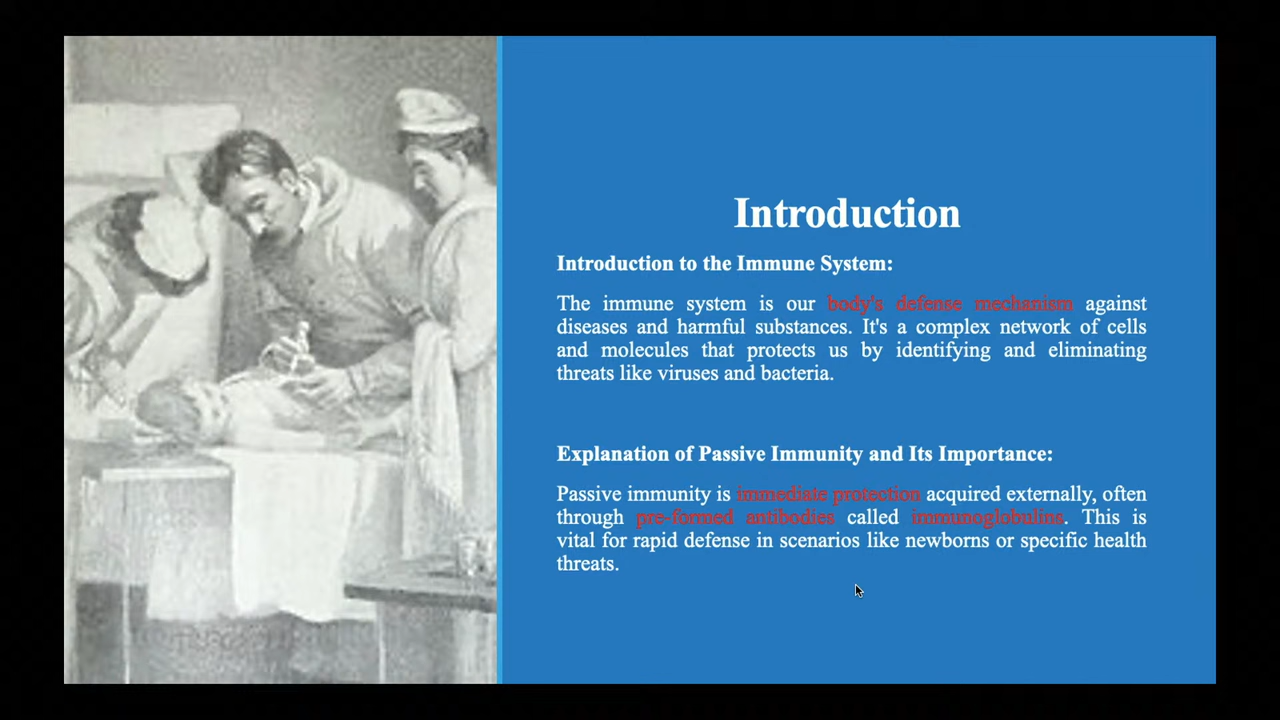 Introduction
Introduction to the Immune System:
The immune system is our body's defense mechanism against
diseases and harmful substances. It's a complex network of cells
and molecules that protects us by identifying and eliminating
threats like viruses and bacteria.
Explanation of Passive Immunity and Its Importance:
Passive immunity is immediate protection acquired externally, often
through pre-formed antibodies called immunoglobulins. This is
vital for rapid defense in scenarios like newborns or specific health
threats.